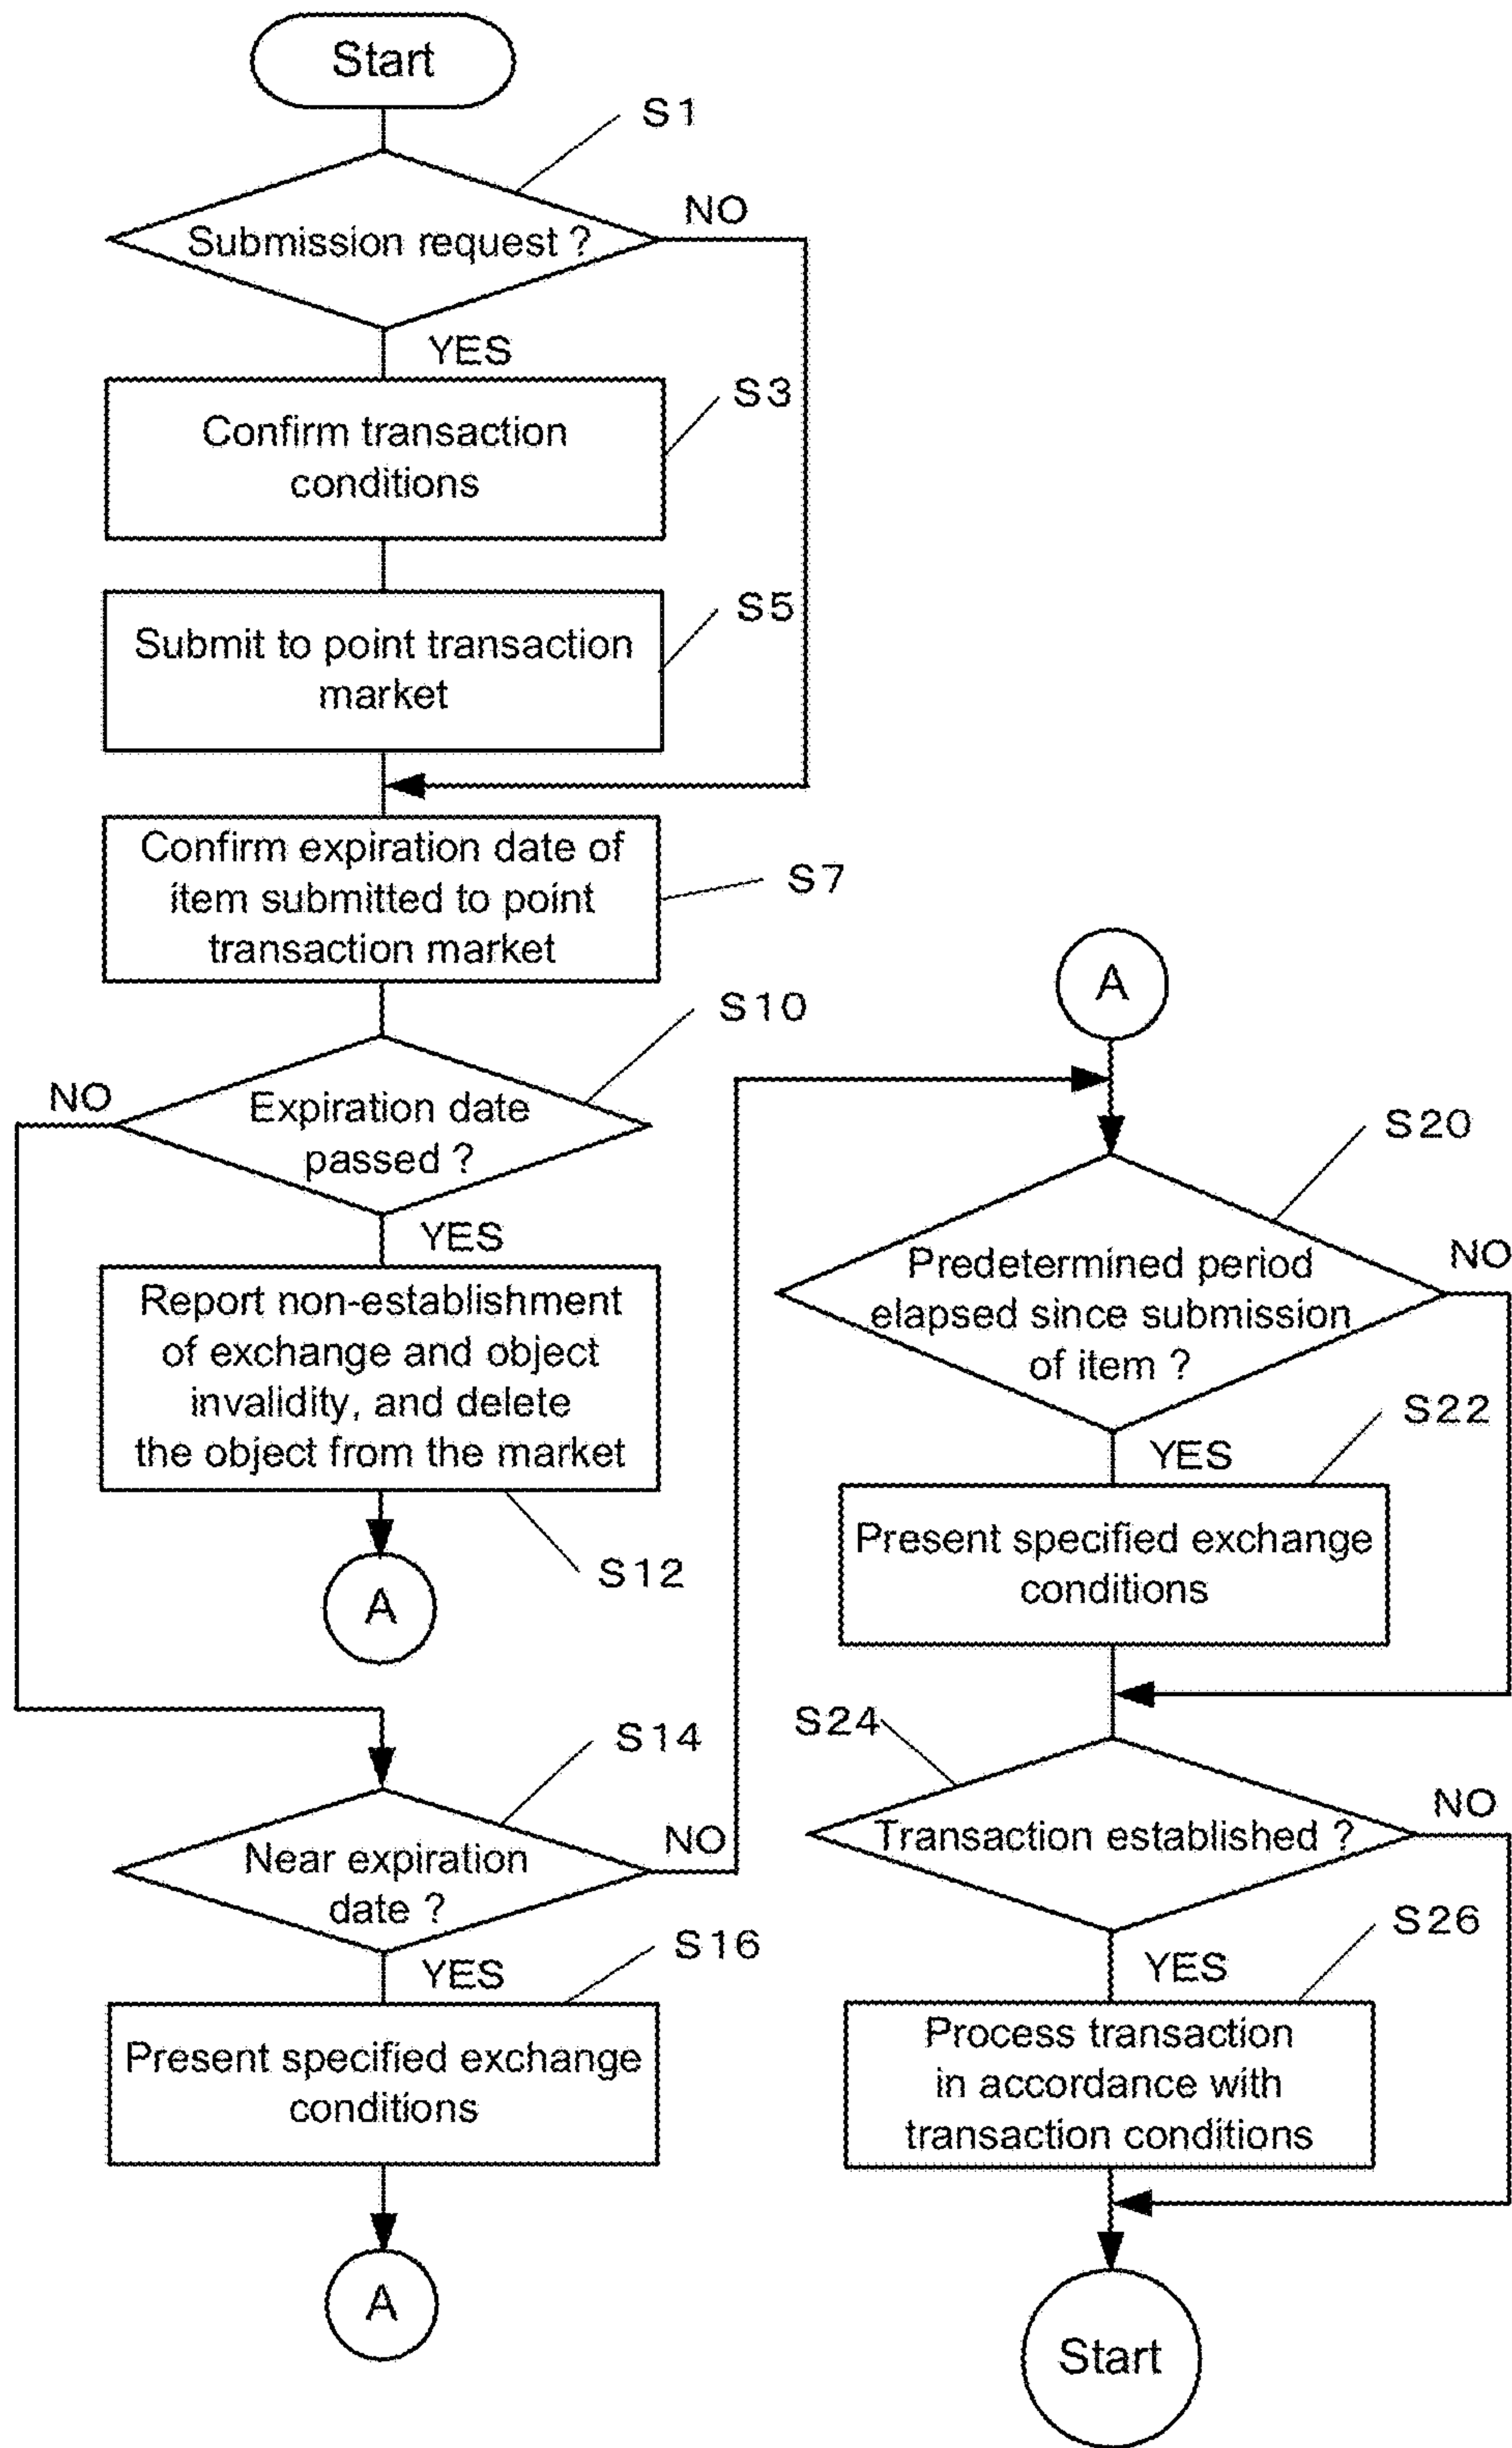 Start
S1
Submission request ?
NO
YES
S3
Confirm transaction
conditions
S5
Submit to point transaction
market
Confirm expiration date of
item submitted to point
transaction market
S7
S10
NO
Expiration date
passed ?
YES
Report non-establishment
of exchange and object
invalidity, and delete
the object from the market
S12
A
S14
Near expiration
date ?
NO
YES
S16
Present specified exchange
conditions
A
A
S20
Predetermined period
elapsed since submission
of item ?
NO
YES
S22
Present specified exchange
conditions
S24
Transaction established ?
NO
YES
S26
Process transaction
in accordance with
transaction conditions
Start